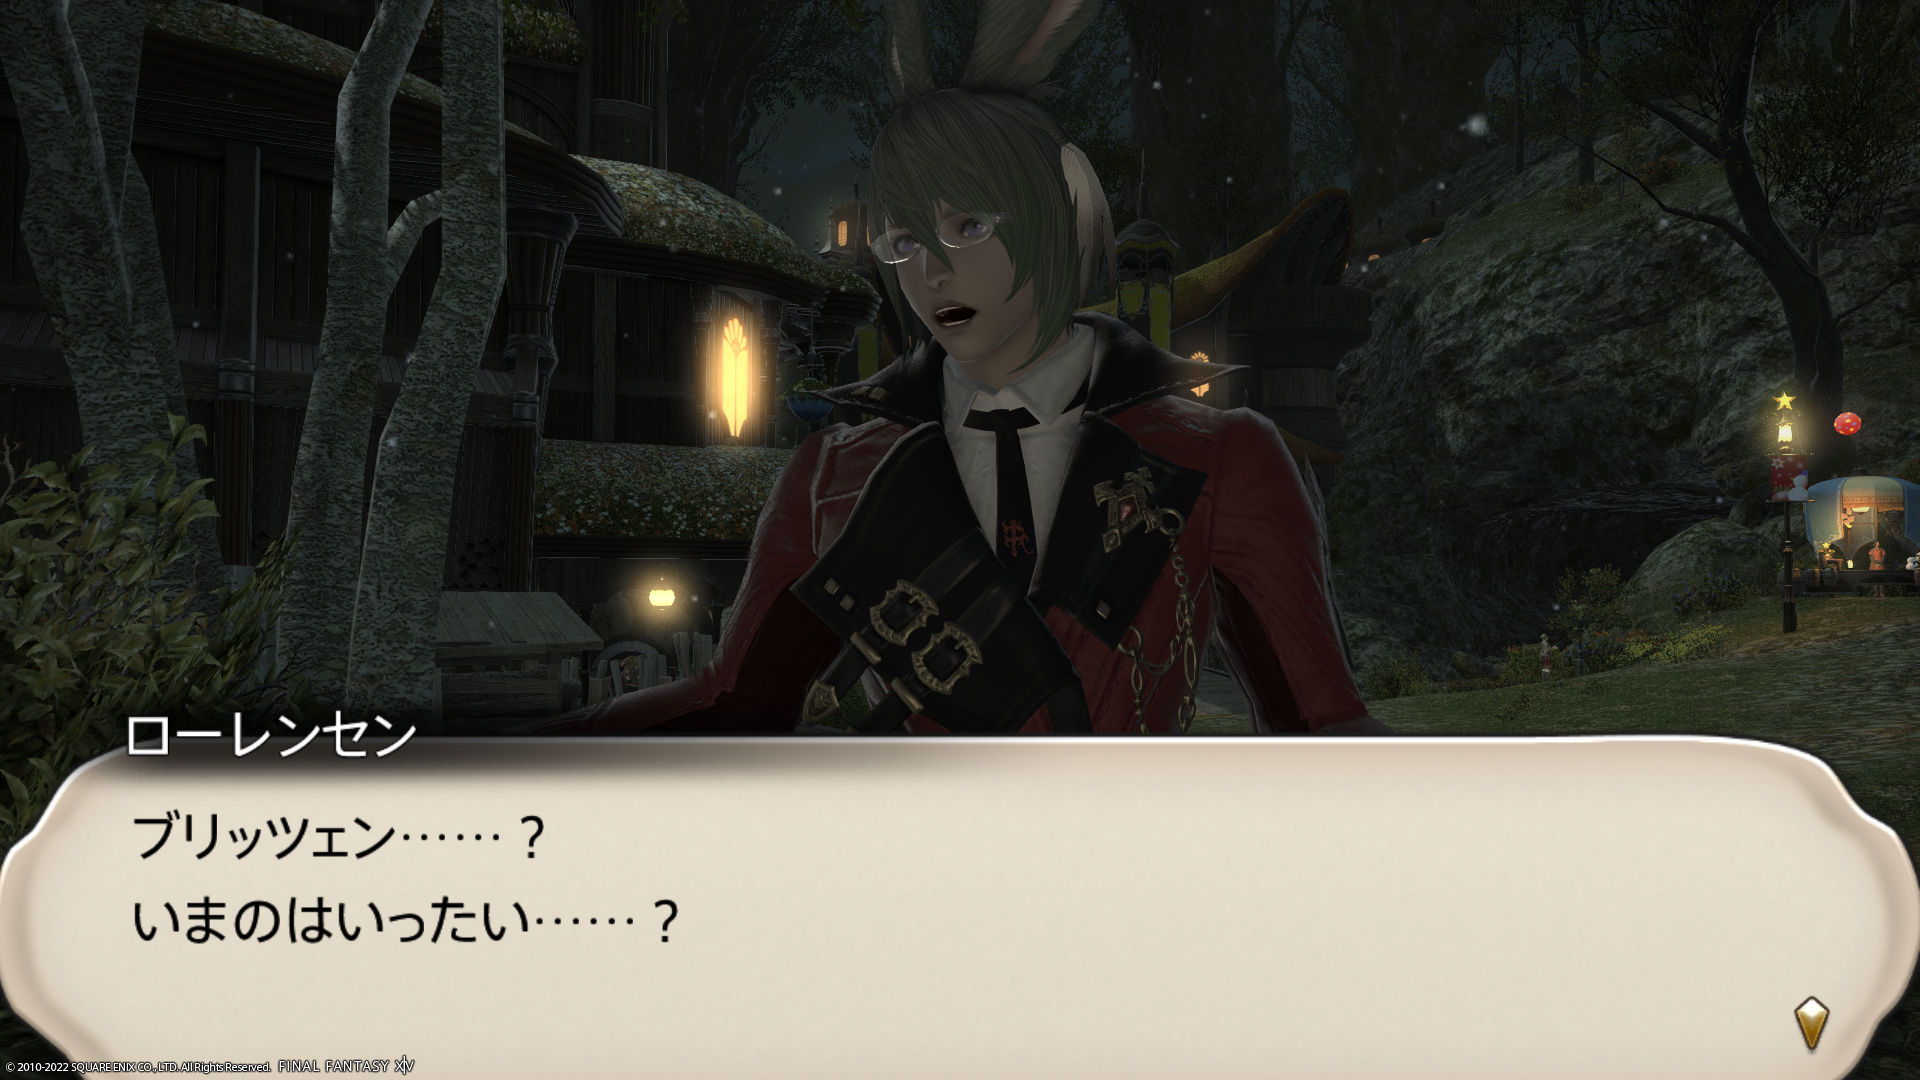 ローレンセン
ブリッツェン……？
いまのはいったい……？
© 2010-2022 SQUARE ENIX CO., LTD. All Rights Reserved. FINAL FANTASY XIV